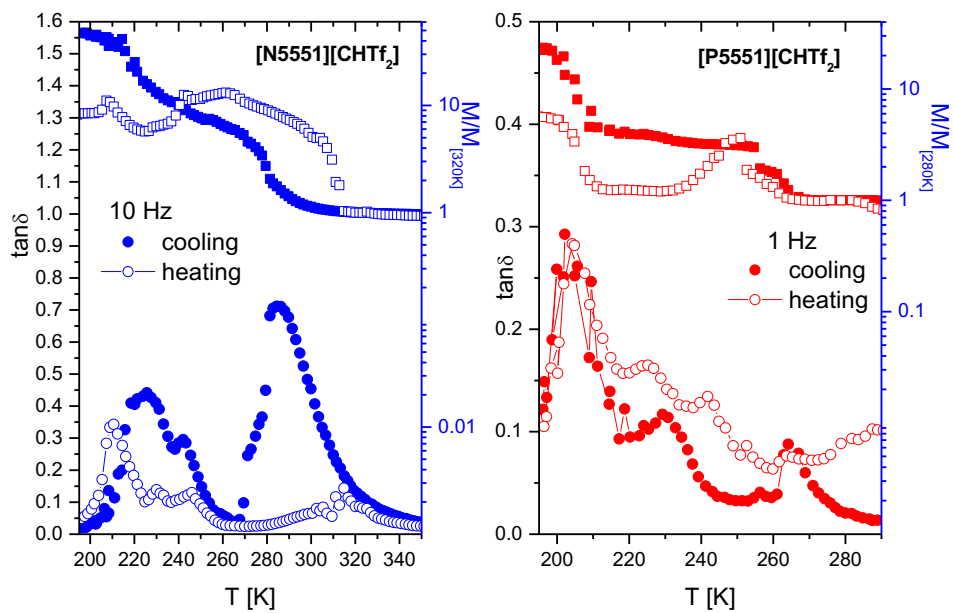 [N5551][CHTf2]
1.6
1.5
1.4
1.3
1.2
1.1
1.0
0.9
0.8
0.7
0.6
0.5
0.4
0.3
0.2
0.1
0.0
tanδ
10 Hz
cooling
heating
10
1
0.01
M/M[320K]
200 220 240 260 280 300 320 340
T [K]
[P5551][CHTf2]
0.5
0.4
0.3
0.2
0.1
0.0
tanδ
1 Hz
cooling
heating
10
1
0.1
0.01
M/M[280K]
200 220 240 260 280
T [K]